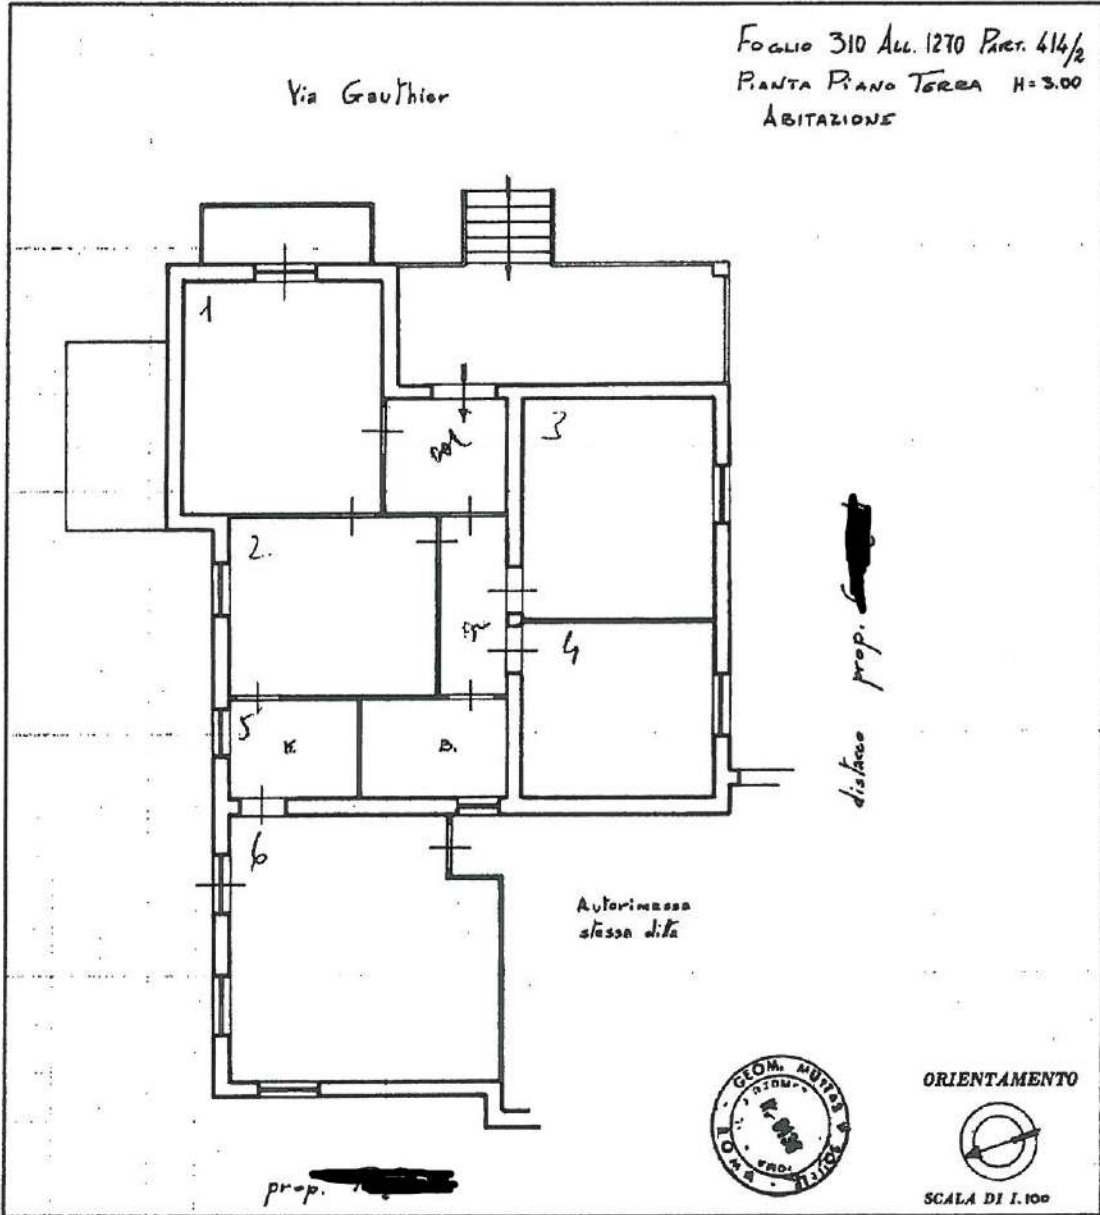 Foglio 310 All. 1270 Part. 414/2
Pianta Piano Terra H=3.00
Abitazione
Via Gauthier
1
3
2.
4
5
K.
B.
6
distacco prop.
Autorimessa
stessa ditta
prop.
GEOM. 
ROMA
ROMA
ORIENTAMENTO
SCALA DI 1.100